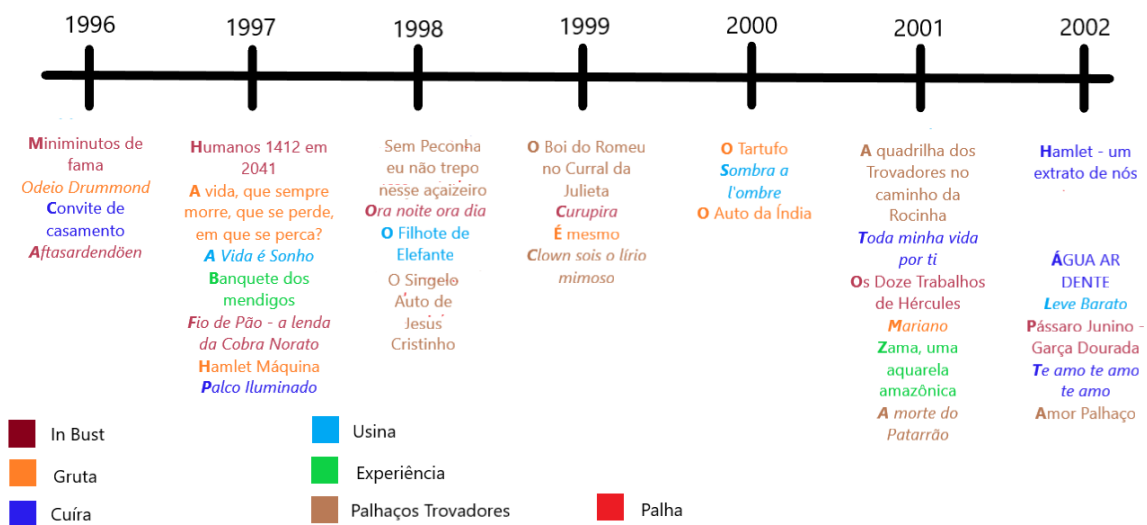 1996
1997
1998
1999
2000
2001
2002
Miniminutos de
fama
Odeio Drummond
Convite de
casamento
Aftasardendöen
Humanos 1412 em
2041
A vida, que sempre
morre, que se perde,
em que se perca?
A Vida é Sonho
Banquete dos
mendigos
Fio de Pão - a lenda
da Cobra Norato
Hamlet Máquina
Palco Iluminado
Sem Peconha
eu não trepo
nesse açaizeiro
Ora noite ora dia
O Filhote de
Elefante
O Singelo
Auto de
Jesus
Cristinho
O Boi do Romeu
no Curral da
Julieta
Curupira
É mesmo
Clown sois o lírio
mimoso
O Tartufo
Sombra a
l'ombre
O Auto da Índia
A quadrilha dos
Trovadores no
caminho da
Rocinha
Toda minha vida
por ti
Os Doze Trabalhos
de Hércules
Mariano
Zama, uma
aquarela
amazônica
A morte do
Patarrão
Hamlet - um
extrato de nós
ÁGUA AR
DENTE
Leve Barato
Pássaro Junino -
Garça Dourada
Te amo te amo
te amo
Amor Palhaço
In Bust
Gruta
Cuíra
Usina
Experiência
Palhaços Trovadores
Palha